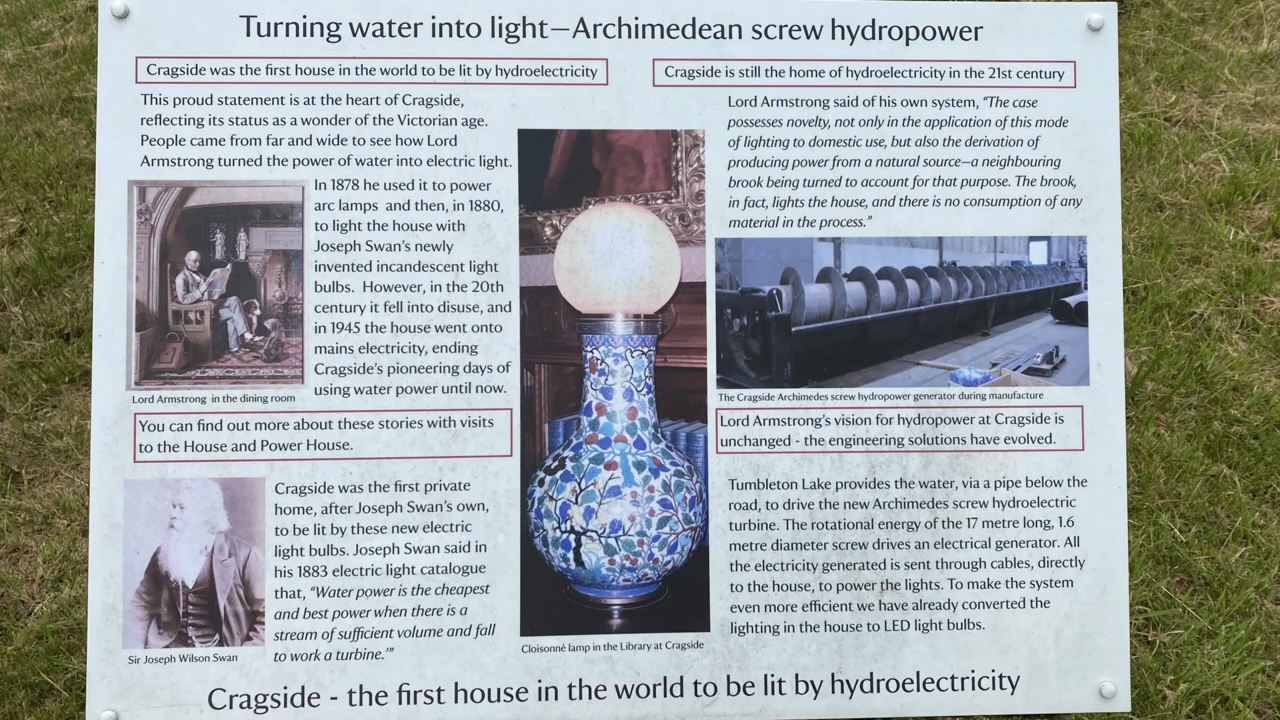 Turning water into light—Archimedean screw hydropower
Cragside was the first house in the world to be lit by hydroelectricity
This proud statement is at the heart of Cragside,
reflecting its status as a wonder of the Victorian age.
People came from far and wide to see how Lord
Armstrong turned the power of water into electric light.
In 1878 he used it to power
arc lamps and then, in 1880,
to light the house with
Joseph Swan's newly
invented incandescent light
bulbs. However, in the 20th
century it fell into disuse, and
in 1945 the house went onto
mains electricity, ending
Cragside's pioneering days of
using water power until now.
Lord Armstrong in the dining room
You can find out more about these stories with visits
to the House and Power House.
Cragside was the first private
home, after Joseph Swan's own,
to be lit by these new electric
light bulbs. Joseph Swan said in
his 1883 electric light catalogue
that, "Water power is the cheapest
and best power when there is a
stream of sufficient volume and fall
to work a turbine.'"
Sir Joseph Wilson Swan
Cloisonné lamp in the Library at Cragside
Cragside is still the home of hydroelectricity in the 21st century
Lord Armstrong said of his own system, "The case
possesses novelty, not only in the application of this mode
of lighting to domestic use, but also the derivation of
producing power from a natural source—a neighbouring
brook being turned to account for that purpose. The brook,
in fact, lights the house, and there is no consumption of any
material in the process."
The Cragside Archimedes screw hydropower generator during manufacture
Lord Armstrong's vision for hydropower at Cragside is
unchanged - the engineering solutions have evolved.
Tumbleton Lake provides the water, via a pipe below the
road, to drive the new Archimedes screw hydroelectric
turbine. The rotational energy of the 17 metre long, 1.6
metre diameter screw drives an electrical generator. All
the electricity generated is sent through cables, directly
to the house, to power the lights. To make the system
even more efficient we have already converted the
lighting in the house to LED light bulbs.
Cragside - the first house in the world to be lit by hydroelectricity